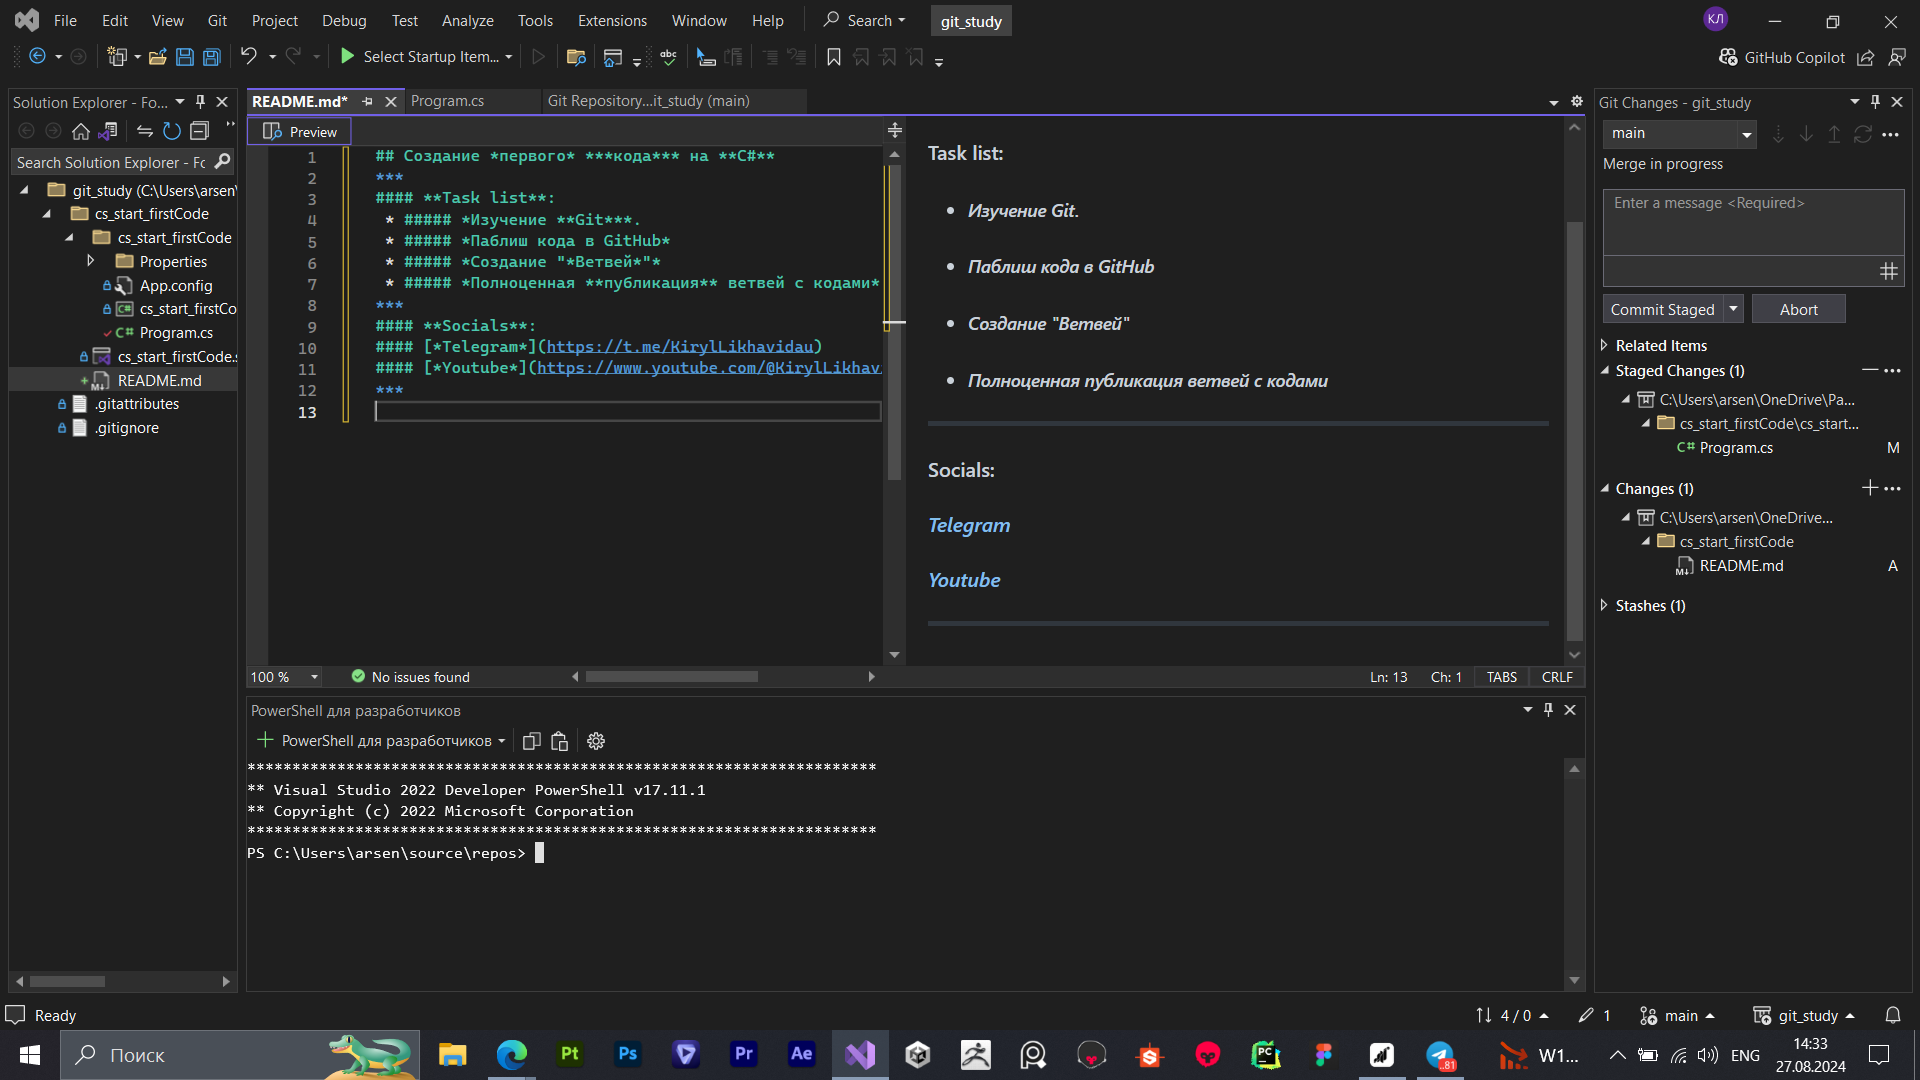 File Edit View Git Project Debug Test Analyze Tools Extensions Window Help Search git_study КЛ
Select Startup Item... abc GitHub Copilot
Solution Explorer - Fo...
Search Solution Explorer - Fo
git_study (C:\Users\arsen\
cs_start_firstCode
cs_start_firstCode
Properties
App.config
cs_start_firstCo
Program.cs
cs_start_firstCode.s
README.md
.gitattributes
.gitignore
README.md* Program.cs Git Repository...it_study (main)
Preview
1 ## Создание *первого* ***кода*** на **C#**
2 ***
3 #### **Task list**:
4 * ##### *Изучение **Git***.
5 * ##### *Паблиш кода в GitHub*
6 * ##### *Создание "*Ветвей*"*
7 * ##### *Полноценная **публикация** ветвей с кодами*
8 ***
9 #### **Socials**:
10 #### [*Telegram*](https://t.me/KirylLikhavidau)
11 #### [*Youtube*](https://www.youtube.com/@KirylLikhav
12 ***
13
Task list:
• Изучение Git.
• Паблиш кода в GitHub
• Создание "Ветвей"
• Полноценная публикация ветвей с кодами
Socials:
Telegram
Youtube
100 % No issues found Ln: 13 Ch: 1 TABS CRLF
PowerShell для разработчиков
PowerShell для разработчиков
**********************************************************************
** Visual Studio 2022 Developer PowerShell v17.11.1
** Copyright (c) 2022 Microsoft Corporation
**********************************************************************
PS C:\Users\arsen\source\repos>
Git Changes - git_study
main
Merge in progress
Enter a message <Required>
Commit Staged Abort
Related Items
Staged Changes (1)
C:\Users\arsen\OneDrive\Pa...
cs_start_firstCode\cs_start...
C# Program.cs M
Changes (1)
C:\Users\arsen\OneDrive...
cs_start_firstCode
README.md A
Stashes (1)
Ready 4 / 0 1 main git_study
Поиск Pt Ps Pr Ae PC 81 W1... ENG 14:33
27.08.2024